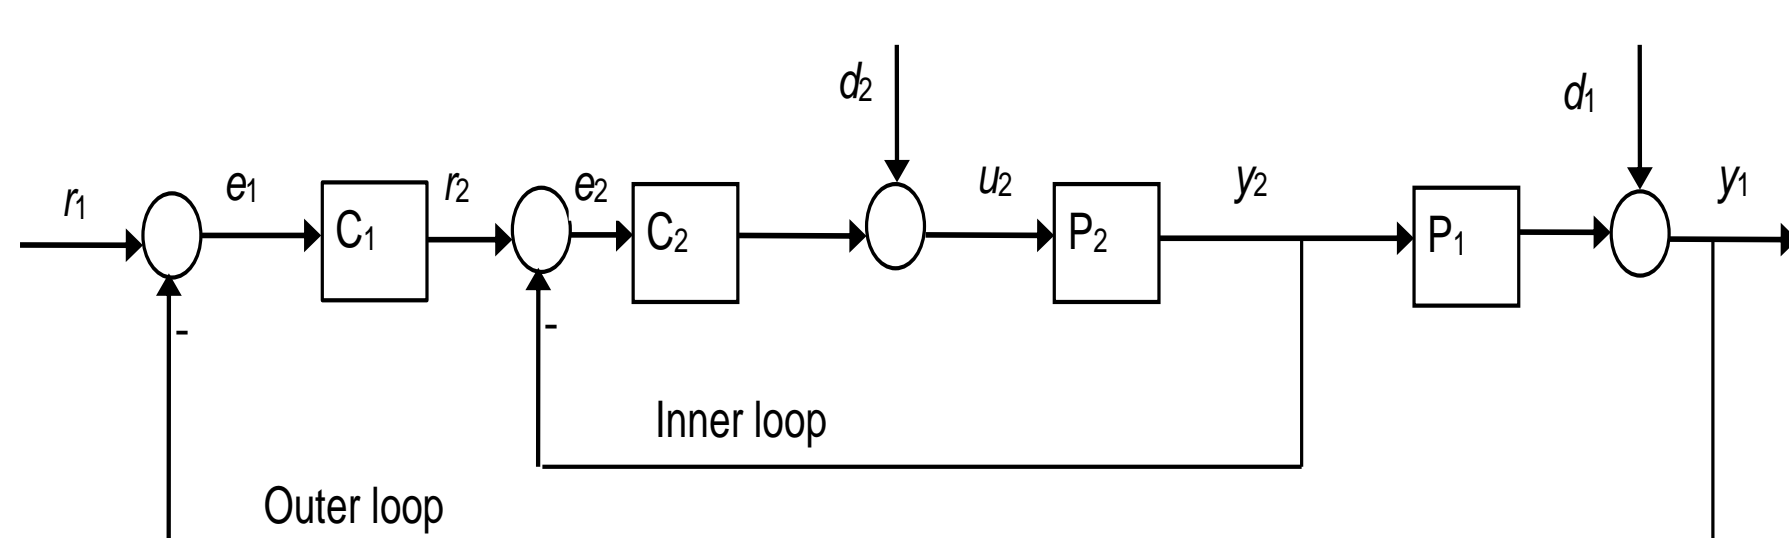 d2
d1
r1
e1
C1
r2
e2
C2
u2
P2
y2
P1
y1
-
-
Inner loop
Outer loop